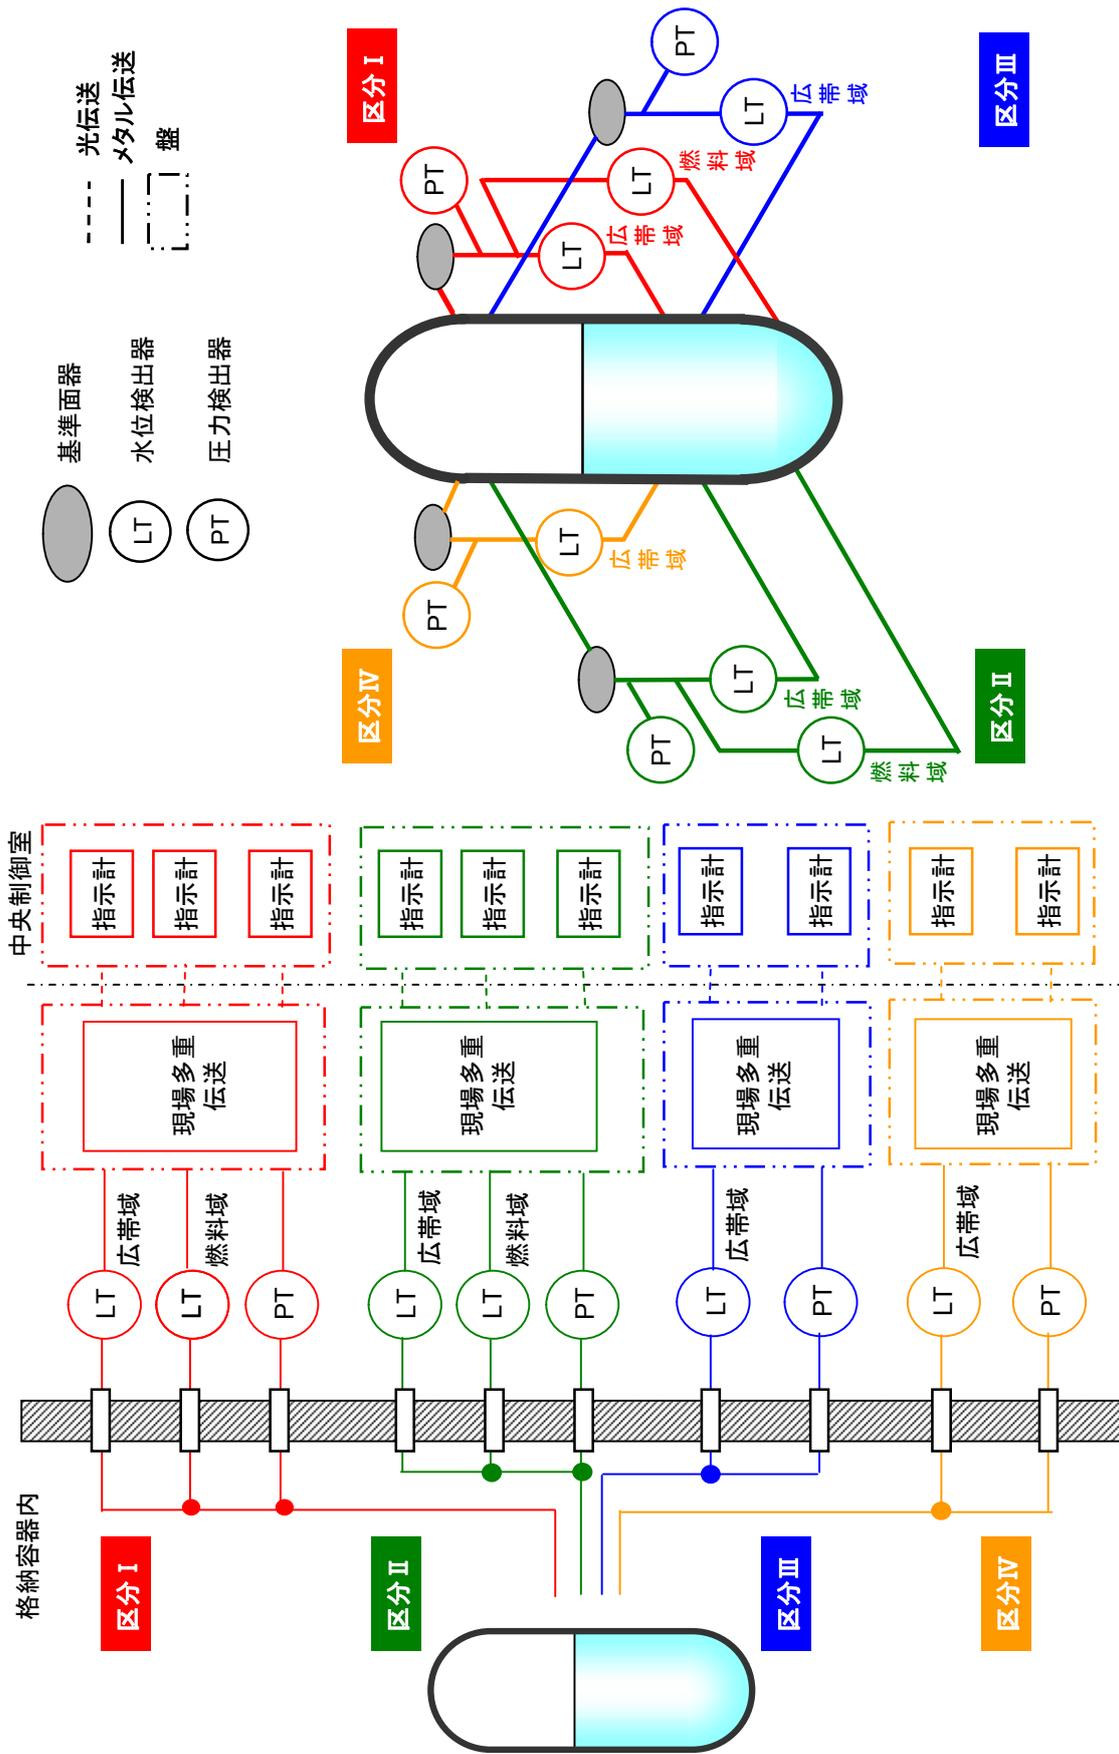 格納容器内
中央制御室
区分Ⅰ
LT
広帯域
LT
燃料域
PT
現場多重
伝送
指示計
指示計
指示計
区分Ⅱ
LT
広帯域
LT
燃料域
PT
現場多重
伝送
指示計
指示計
指示計
区分Ⅲ
LT
広帯域
PT
現場多重
伝送
指示計
指示計
区分Ⅳ
LT
広帯域
PT
現場多重
伝送
指示計
指示計
基準面器
LT
水位検出器
PT
圧力検出器
光伝送
メタル伝送
盤
区分Ⅳ
PT
LT
広帯域
区分Ⅰ
PT
LT
広帯域
LT
燃料域
区分Ⅱ
PT
LT
広帯域
LT
燃料域
区分Ⅲ
PT
LT
広帯域